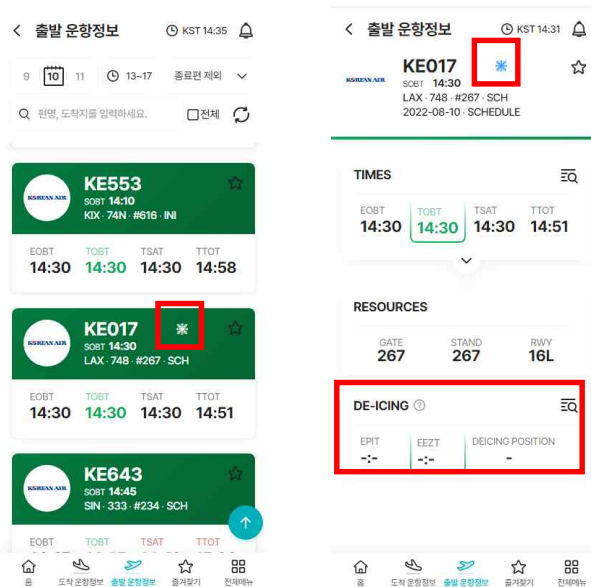 출발 운항정보
KST 14:35
9 10 11 13~17 종료편 제외
편명, 도착지를 입력하세요. 전체
KOREAN AIR
KE553
SOBT 14:10
KIX · 74N · #616 · INI
EOBT TOBT TSAT TTOT
14:30 14:30 14:30 14:58
KOREAN AIR
KE017
SOBT 14:30
LAX · 748 · #267 · SCH
EOBT TOBT TSAT TTOT
14:30 14:30 14:30 14:51
KOREAN AIR
KE643
SOBT 14:45
SIN · 333 · #234 · SCH
EOBT TOBT TSAT TTOT
홈 도착 운항정보 출발 운항정보 즐겨찾기 전체메뉴
출발 운항정보
KST 14:31
KOREAN AIR
KE017
SOBT 14:30
LAX · 748 · #267 · SCH
2022-08-10 · SCHEDULE
TIMES
EOBT TOBT TSAT TTOT
14:30 14:30 14:30 14:51
RESOURCES
GATE STAND RWY
267 267 16L
DE-ICING ?
EPIT EEZT DEICING POSITION
-:- -:- -
홈 도착 운항정보 출발 운항정보 즐겨찾기 전체메뉴